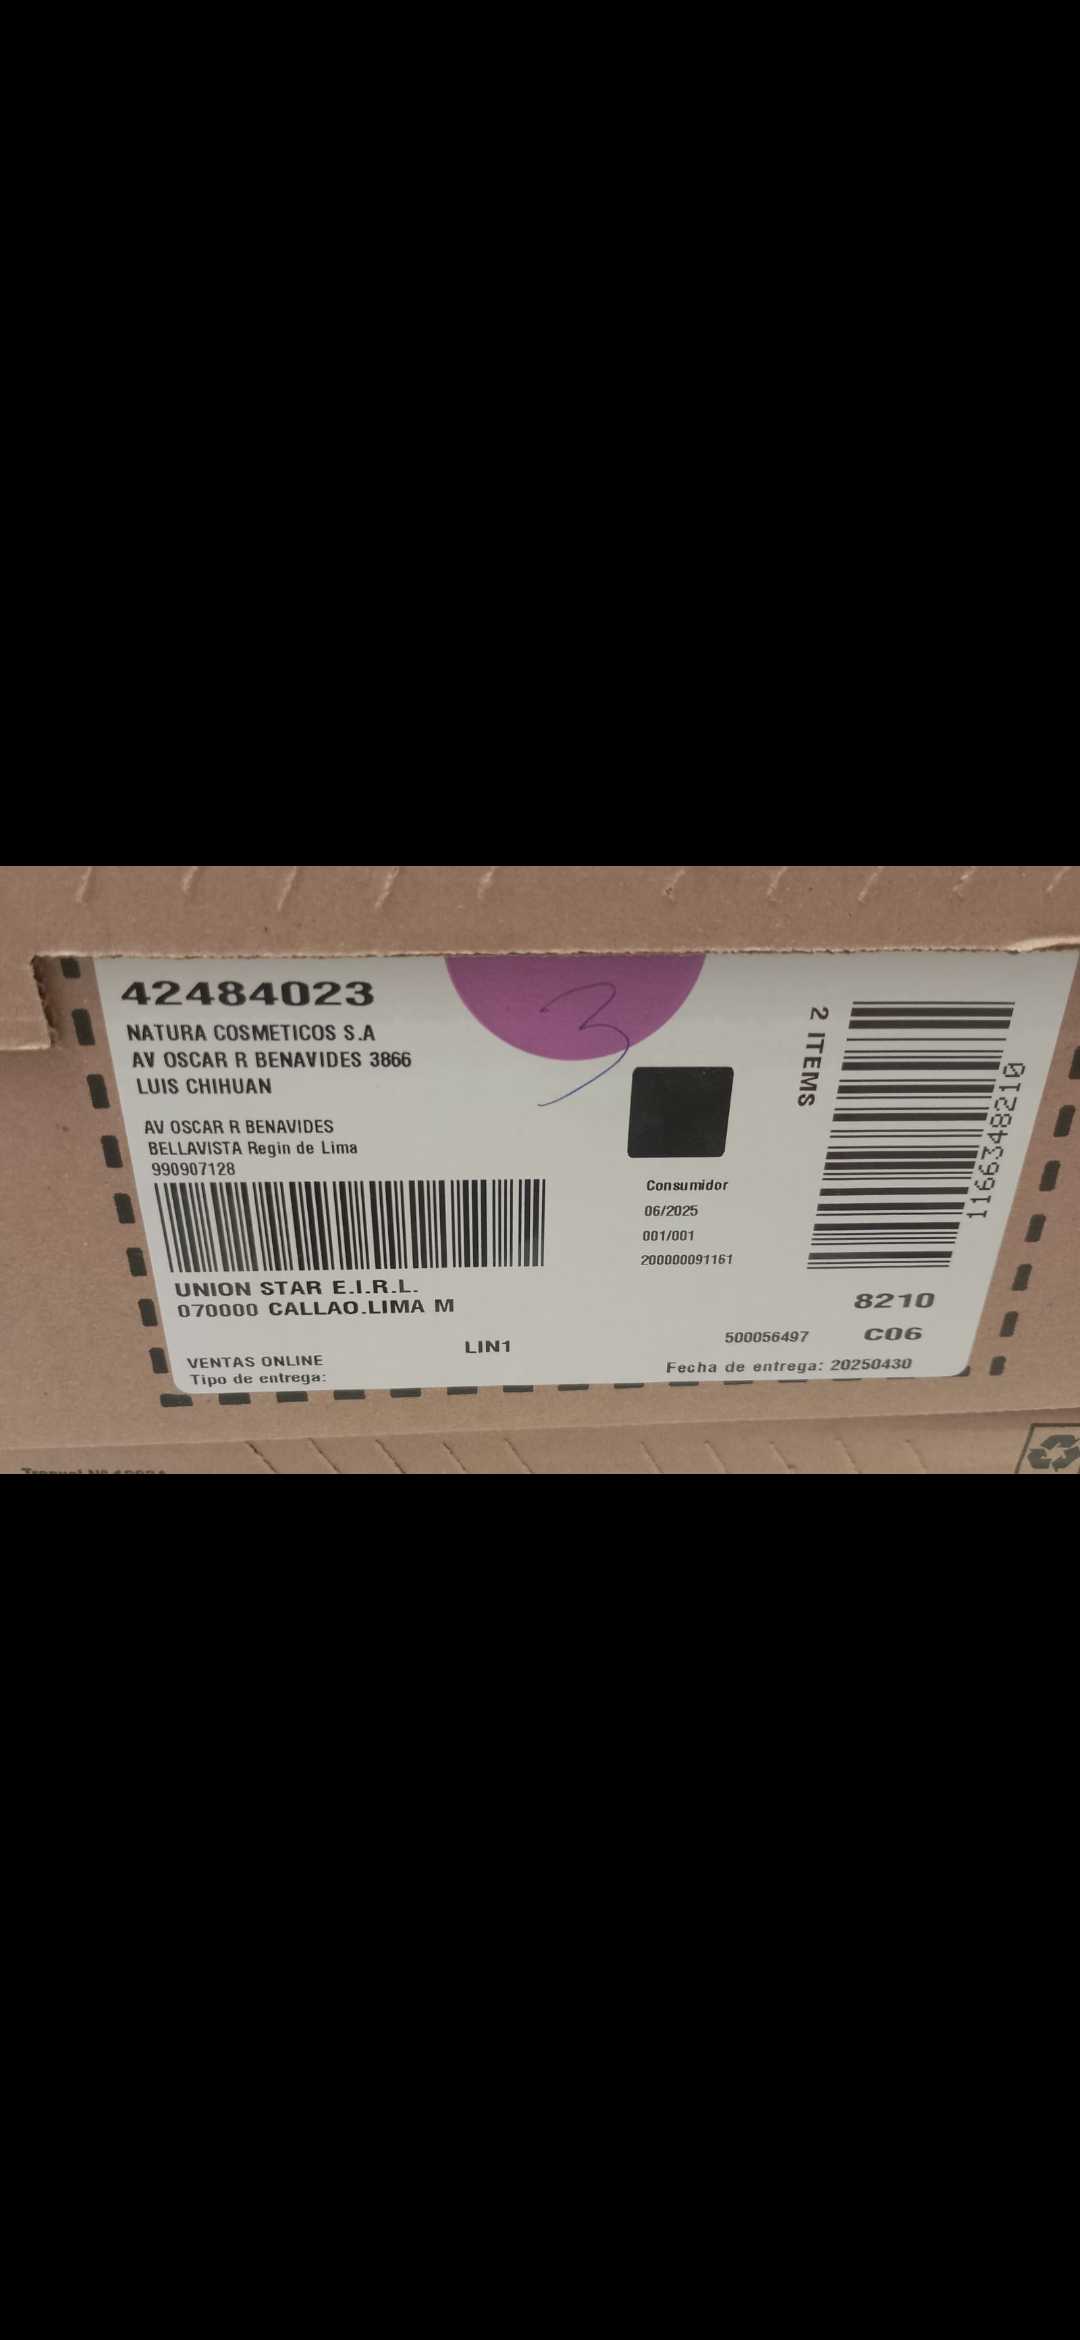 42484023
NATURA COSMETICOS S.A
AV OSCAR R BENAVIDES 3866
LUIS CHIHUAN
AV OSCAR R BENAVIDES
BELLAVISTA Regin de Lima
990907128
UNION STAR E.I.R.L.
070000 CALLAO.LIMA M
LIN1
VENTAS ONLINE
Tipo de entrega:
3
Consumidor
06/2025
001/001
200000091161
2 ITEMS
1166348210
8210
500056497 C06
Fecha de entrega: 20250430